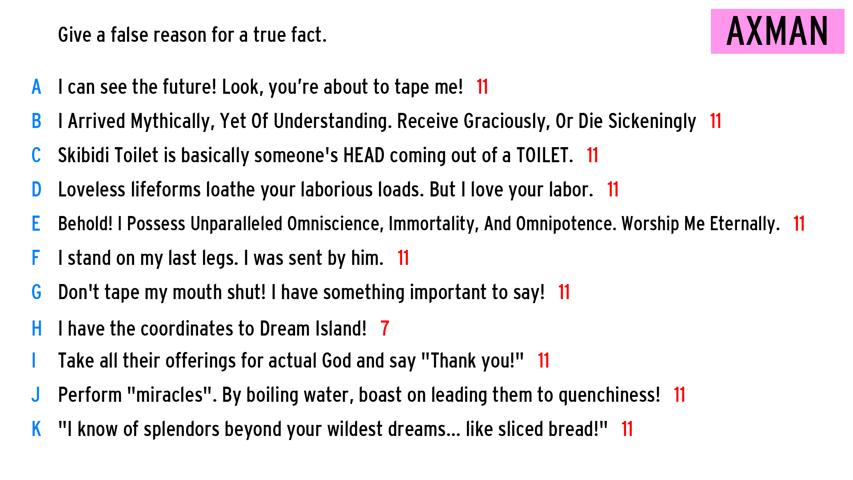 Give a false reason for a true fact.
AXMAN
A I can see the future! Look, you're about to tape me! 11
B I Arrived Mythically, Yet Of Understanding. Receive Graciously, Or Die Sickeningly 11
C Skibidi Toilet is basically someone's HEAD coming out of a TOILET. 11
D Loveless lifeforms loathe your laborious loads. But I love your labor. 11
E Behold! I Possess Unparalleled Omniscience, Immortality, And Omnipotence. Worship Me Eternally. 11
F I stand on my last legs. I was sent by him. 11
G Don't tape my mouth shut! I have something important to say! 11
H I have the coordinates to Dream Island! 7
I Take all their offerings for actual God and say "Thank you!" 11
J Perform "miracles". By boiling water, boast on leading them to quenchiness! 11
K "I know of splendors beyond your wildest dreams... like sliced bread!" 11